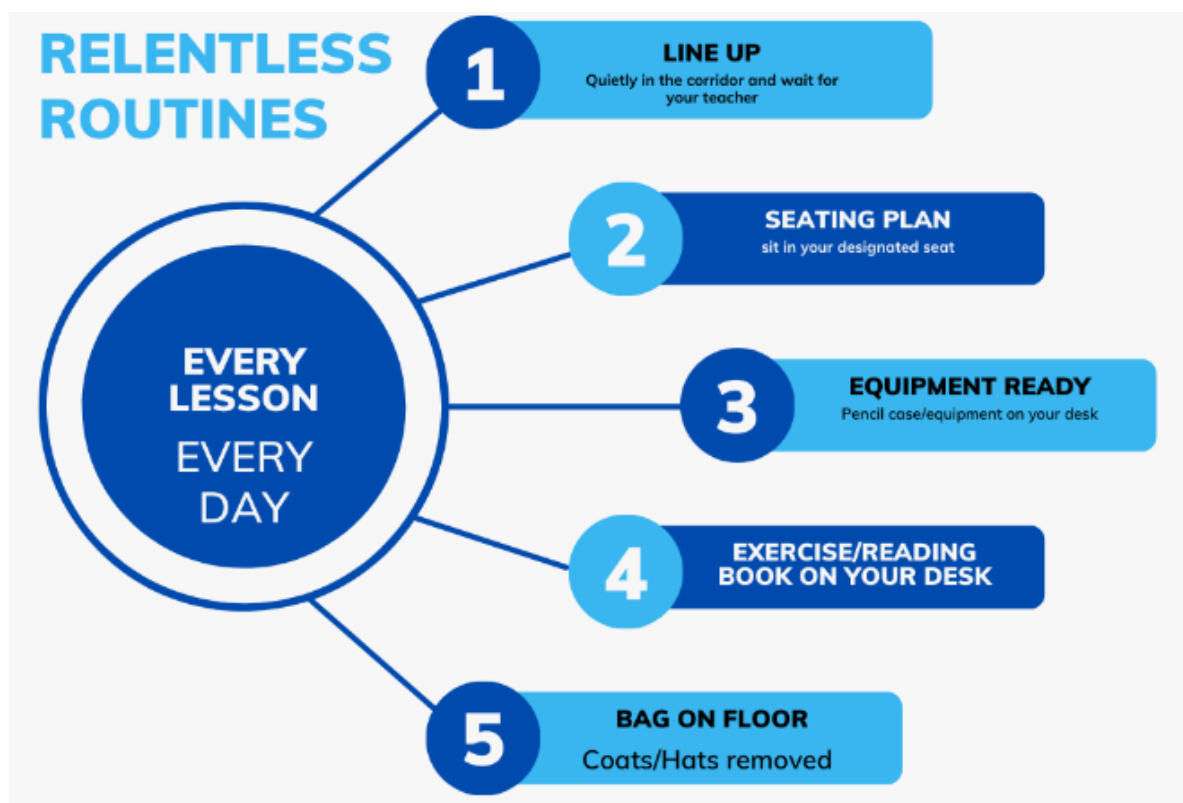 RELENTLESS
ROUTINES
EVERY
LESSON
EVERY
DAY
1
LINE UP
Quietly in the corridor and wait for
your teacher
2
SEATING PLAN
sit in your designated seat
3
EQUIPMENT READY
Pencil case/equipment on your desk
4
EXERCISE/READING
BOOK ON YOUR DESK
5
BAG ON FLOOR
Coats/Hats removed